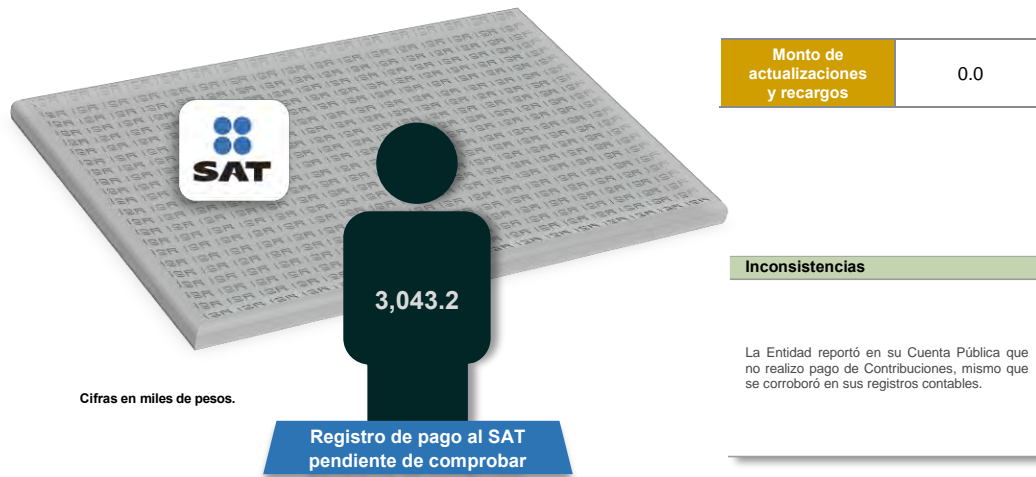 SAT
3,043.2
Cifras en miles de pesos.
Registro de pago al SAT
pendiente de comprobar
Monto de
actualizaciones
y recargos
0.0
Inconsistencias
La Entidad reportó en su Cuenta Pública que
no realizo pago de Contribuciones, mismo que
se corroboró en sus registros contables.